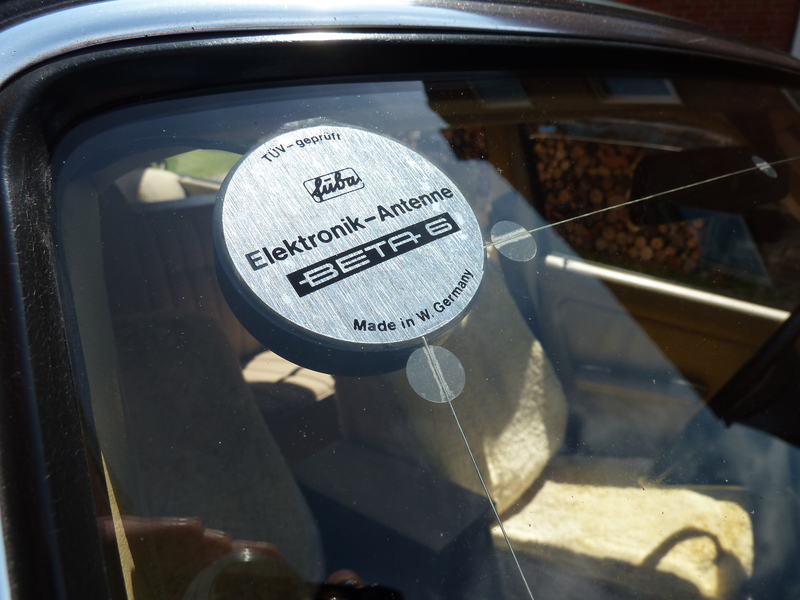 TÜV-geprüft
fuba
Elektronik-Antenne
BETA-6
Made in W. Germany